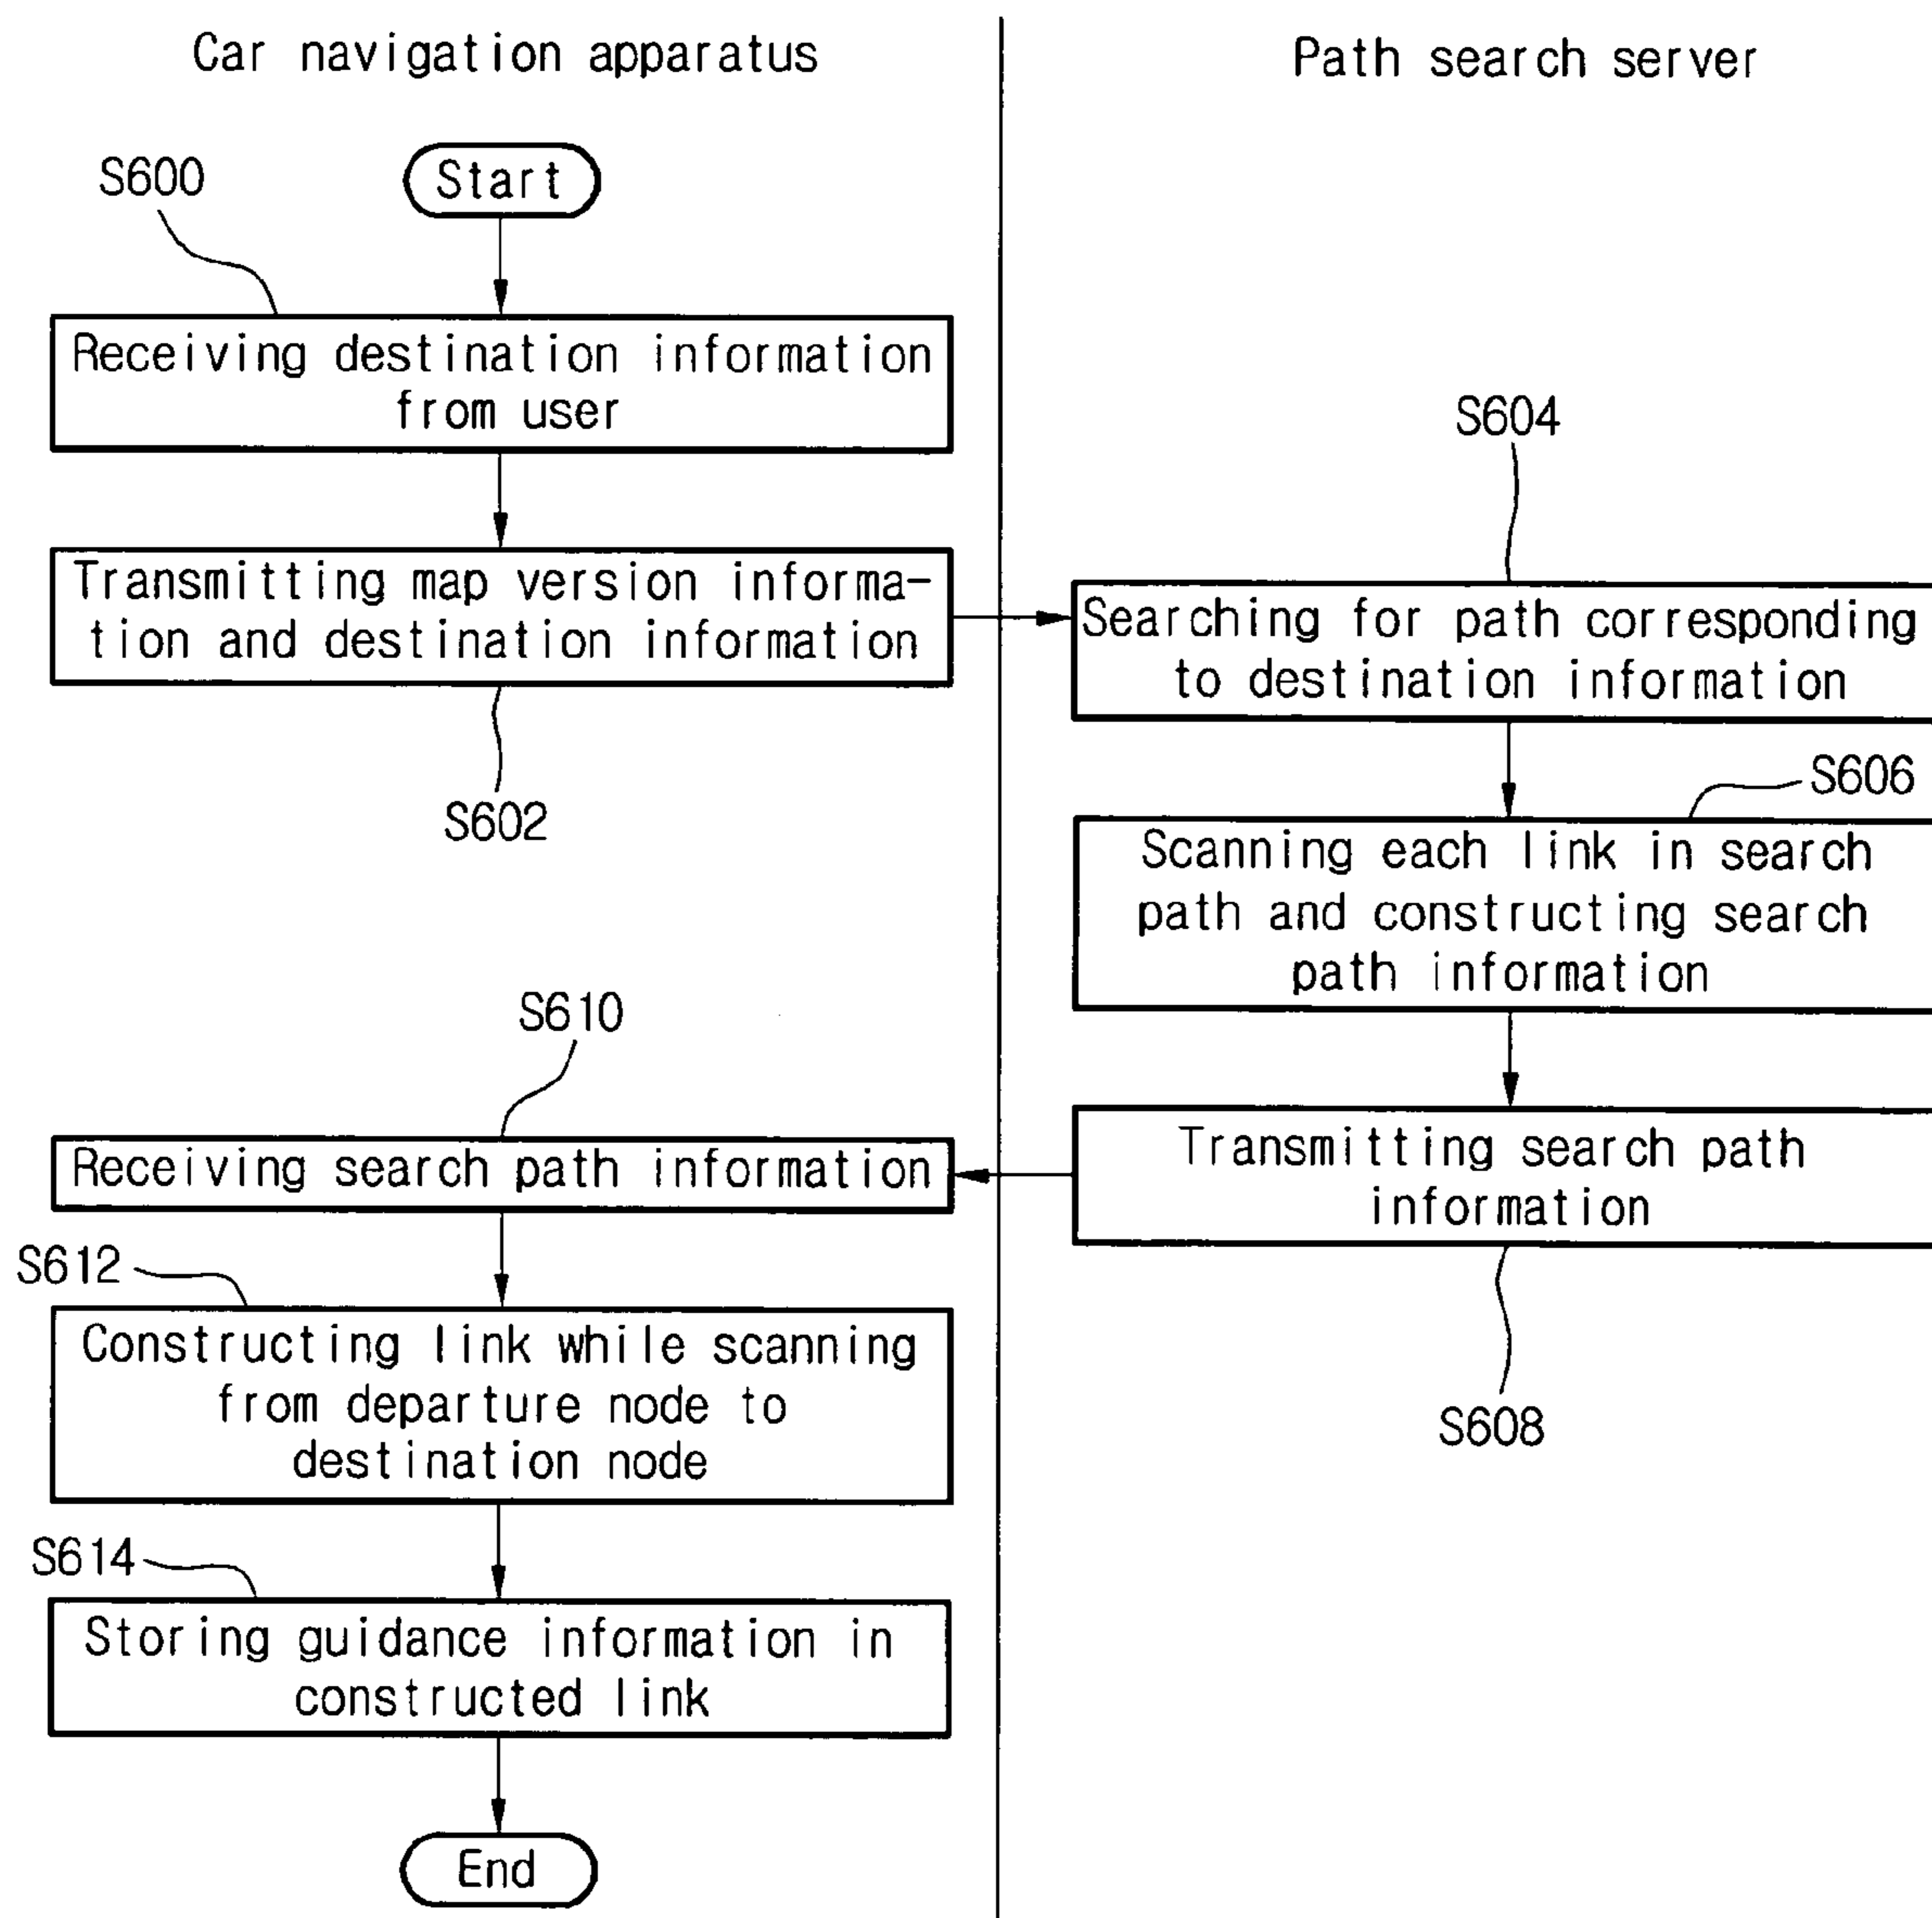 Car navigation apparatus
Path search server
Start
S600
Receiving destination information
from user
Transmitting map version informa-
tion and destination information
S602
S604
Searching for path corresponding
to destination information
S606
Scanning each link in search
path and constructing search
path information
Transmitting search path
information
S608
S610
Receiving search path information
S612
Constructing link while scanning
from departure node to
destination node
S614
Storing guidance information in
constructed link
End